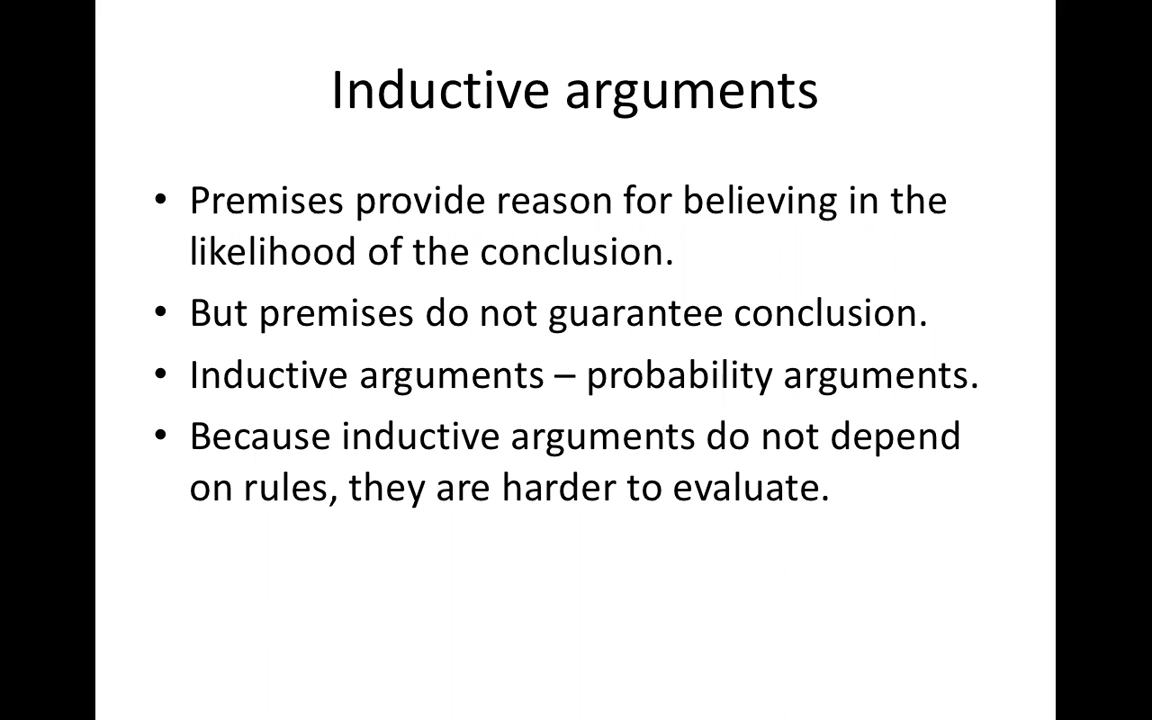 Inductive arguments
• Premises provide reason for believing in the
likelihood of the conclusion.
• But premises do not guarantee conclusion.
• Inductive arguments – probability arguments.
• Because inductive arguments do not depend
on rules, they are harder to evaluate.